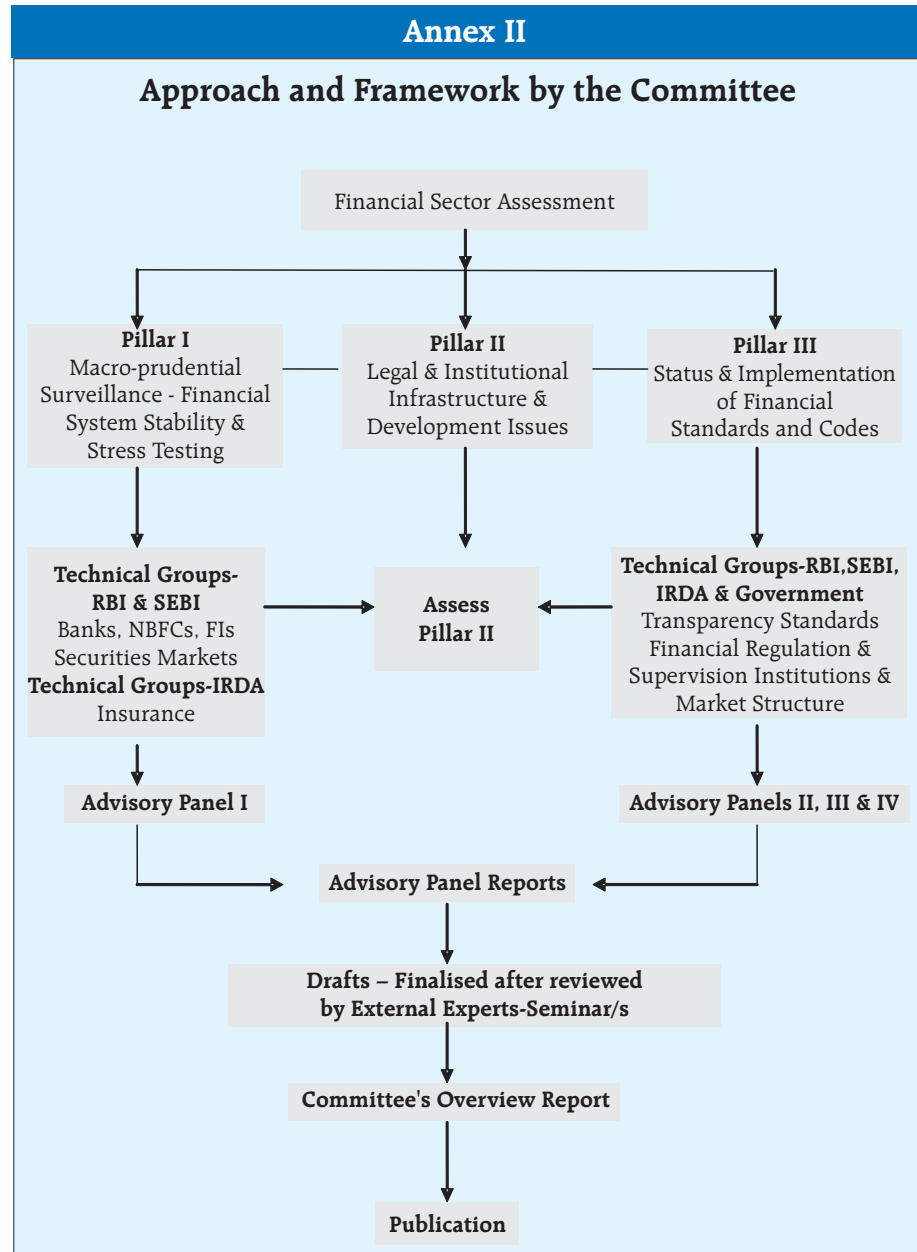 Annex II
Approach and Framework by the Committee
Financial Sector Assessment
Pillar I
Macro-prudential
Surveillance - Financial
System Stability &
Stress Testing
Pillar II
Legal & Institutional
Infrastructure &
Development Issues
Pillar III
Status & Implementation
of Financial
Standards and Codes
Technical Groups-
RBI & SEBI
Banks, NBFCs, FIs
Securities Markets
Technical Groups-IRDA
Insurance
Assess
Pillar II
Technical Groups-RBI,SEBI,
IRDA & Government
Transparency Standards
Financial Regulation &
Supervision Institutions &
Market Structure
Advisory Panel I
Advisory Panels II, III & IV
Advisory Panel Reports
Drafts – Finalised after reviewed
by External Experts-Seminar/s
Committee's Overview Report
Publication